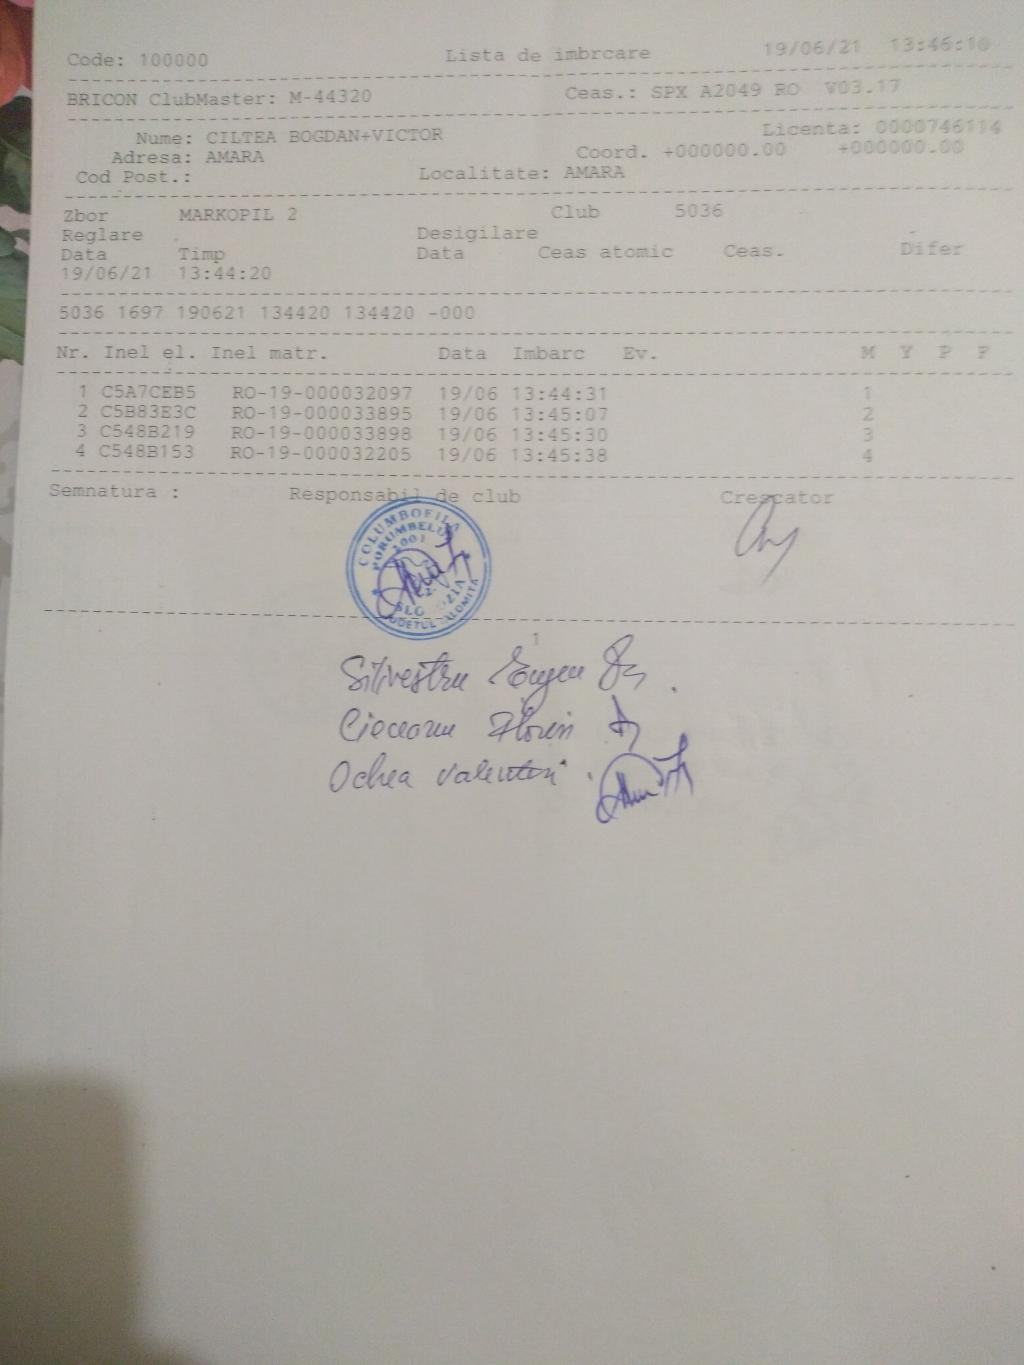 Code: 100000 Lista de imbrcare 19/06/21 13:46:10
BRICON ClubMaster: M-44320 Ceas.: SPX A2049 RO V03.17
Nume: CILTEA BOGDAN+VICTOR Licenta: 0000746114
Adresa: AMARA Coord. +000000.00 +000000.00
Cod Post.: Localitate: AMARA
Zbor MARKOPIL 2 Club 5036
Reglare Desigilare
Data Timp Data Ceas atomic Ceas. Difer
19/06/21 13:44:20
5036 1697 190621 134420 134420 -000
Nr. Inel el. Inel matr. Data Imbarc Ev. M Y P F
1 C5A7CEB5 RO-19-000032097 19/06 13:44:31 1
2 C5B83E3C RO-19-000033895 19/06 13:45:07 2
3 C548B219 RO-19-000033898 19/06 13:45:30 3
4 C548B153 RO-19-000032205 19/06 13:45:38 4
Semnatura : Responsabil de club Crescator
COLUMBOFILA
PORUMBELUL
2001
1
Silivestru Eugen
Florin
Ochea Valentin